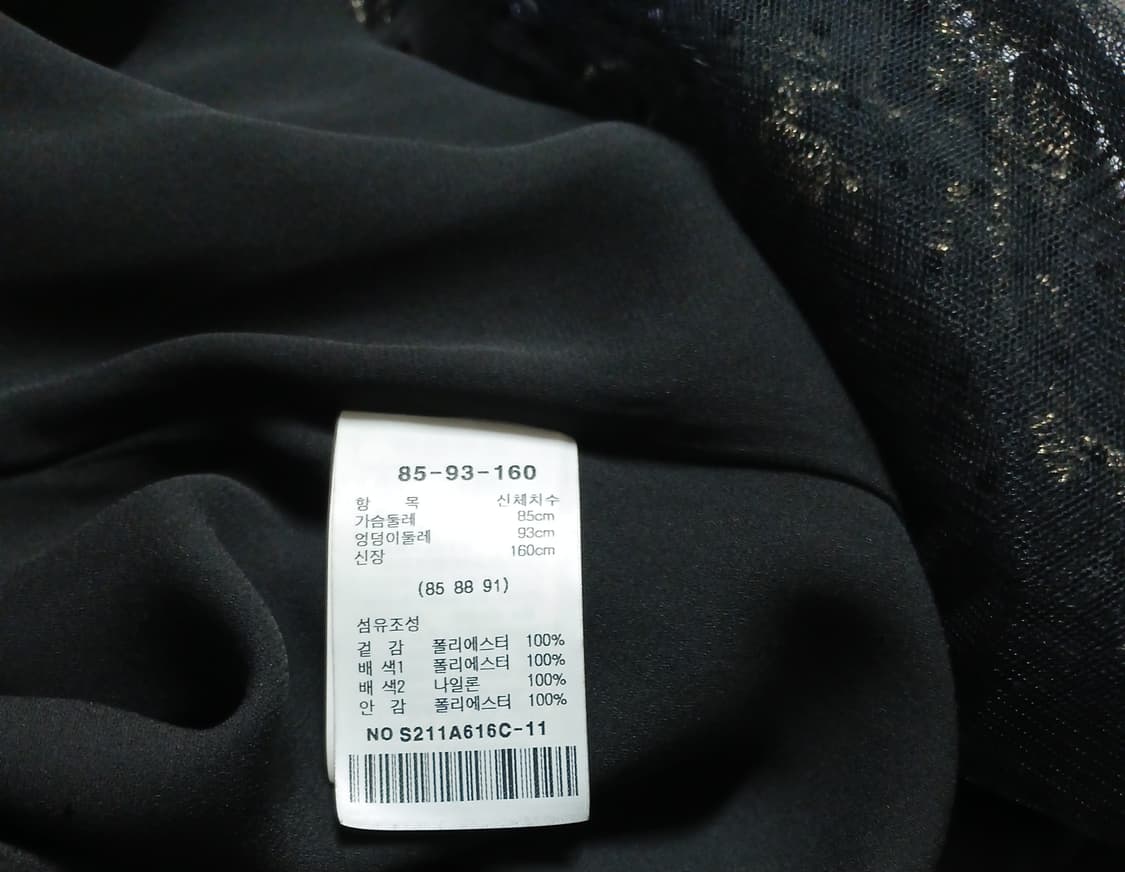 85-93-160
항 목 신체치수
가슴둘레 85cm
엉덩이둘레 93cm
신장 160cm
(85 88 91)
섬유조성
겉 감 폴리에스터 100%
배 색1 폴리에스터 100%
배 색2 나일론 100%
안 감 폴리에스터 100%
NO S211A616C-11